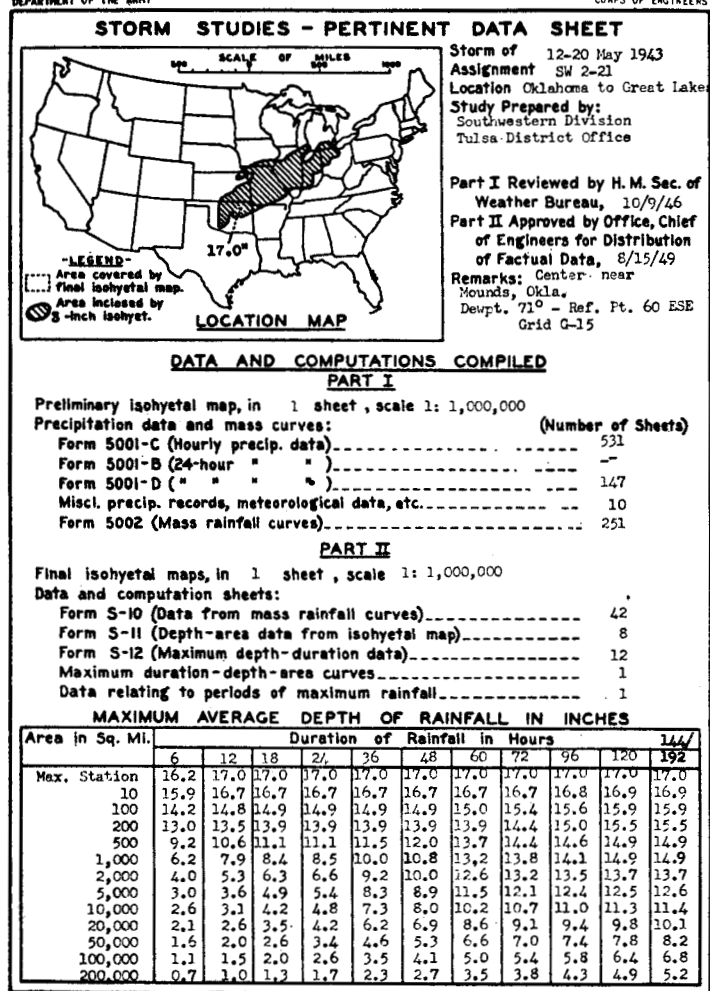 DEPARTMENT OF THE ARMY CORPS OF ENGINEERS
STORM STUDIES - PERTINENT DATA SHEET
SCALE OF MILES
500 0 500 1000
17.0"
-LEGEND-
Area covered by
final isohyetal map.
Area inclosed by
3 -inch isohyet.
LOCATION MAP
Storm of 12-20 May 1943
Assignment SW 2-21
Location Oklahoma to Great Lake
Study Prepared by:
Southwestern Division
Tulsa District Office
Part I Reviewed by H. M. Sec. of
Weather Bureau, 10/9/46
Part II Approved by Office, Chief
of Engineers for Distribution
of Factual Data, 8/15/49
Remarks: Center near
Mounds, Okla.
Dewpt. 71° - Ref. Pt. 60 ESE
Grid G-15
DATA AND COMPUTATIONS COMPILED
PART I
Preliminary isohyetal map, in 1 sheet , scale 1: 1,000,000
Precipitation data and mass curves: (Number of Sheets)
Form 5001-C (Hourly precip. data) 531
Form 5001-B (24-hour " " ) --
Form 5001-D ( " " " " ) 147
Miscl. precip. records, meteorological data, etc. 10
Form 5002 (Mass rainfall curves) 251
PART II
Final isohyetal maps, in 1 sheet , scale 1: 1,000,000
Data and computation sheets:
Form S-10 (Data from mass rainfall curves) 42
Form S-11 (Depth-area data from isohyetal map) 8
Form S-12 (Maximum depth-duration data) 12
Maximum duration-depth-area curves 1
Data relating to periods of maximum rainfall 1
MAXIMUM AVERAGE DEPTH OF RAINFALL IN INCHES
Area in Sq. Mi. Duration of Rainfall in Hours 144/
6 12 18 24 36 48 60 72 96 120 192
Max. Station 16.2 17.0 17.0 17.0 17.0 17.0 17.0 17.0 17.0 17.0 17.0
10 15.9 16.7 16.7 16.7 16.7 16.7 16.7 16.7 16.8 16.9 16.9
100 14.2 14.8 14.9 14.9 14.9 14.9 15.0 15.4 15.6 15.9 15.9
200 13.0 13.5 13.9 13.9 13.9 13.9 13.9 14.4 15.0 15.5 15.5
500 9.2 10.6 11.1 11.1 11.5 12.0 13.7 14.4 14.6 14.9 14.9
1,000 6.2 7.9 8.4 8.5 10.0 10.8 13.2 13.8 14.1 14.9 14.9
2,000 4.0 5.3 6.3 6.6 9.2 10.0 12.6 13.2 13.5 13.7 13.7
5,000 3.0 3.6 4.9 5.4 8.3 8.9 11.5 12.1 12.4 12.5 12.6
10,000 2.6 3.1 4.2 4.8 7.3 8.0 10.2 10.7 11.0 11.3 11.4
20,000 2.1 2.6 3.5 4.2 6.2 6.9 8.6 9.1 9.4 9.8 10.1
50,000 1.6 2.0 2.6 3.4 4.6 5.3 6.6 7.0 7.4 7.8 8.2
100,000 1.1 1.5 2.0 2.6 3.5 4.1 5.0 5.4 5.8 6.4 6.8
200,000 0.7 1.0 1.3 1.7 2.3 2.7 3.5 3.8 4.3 4.9 5.2